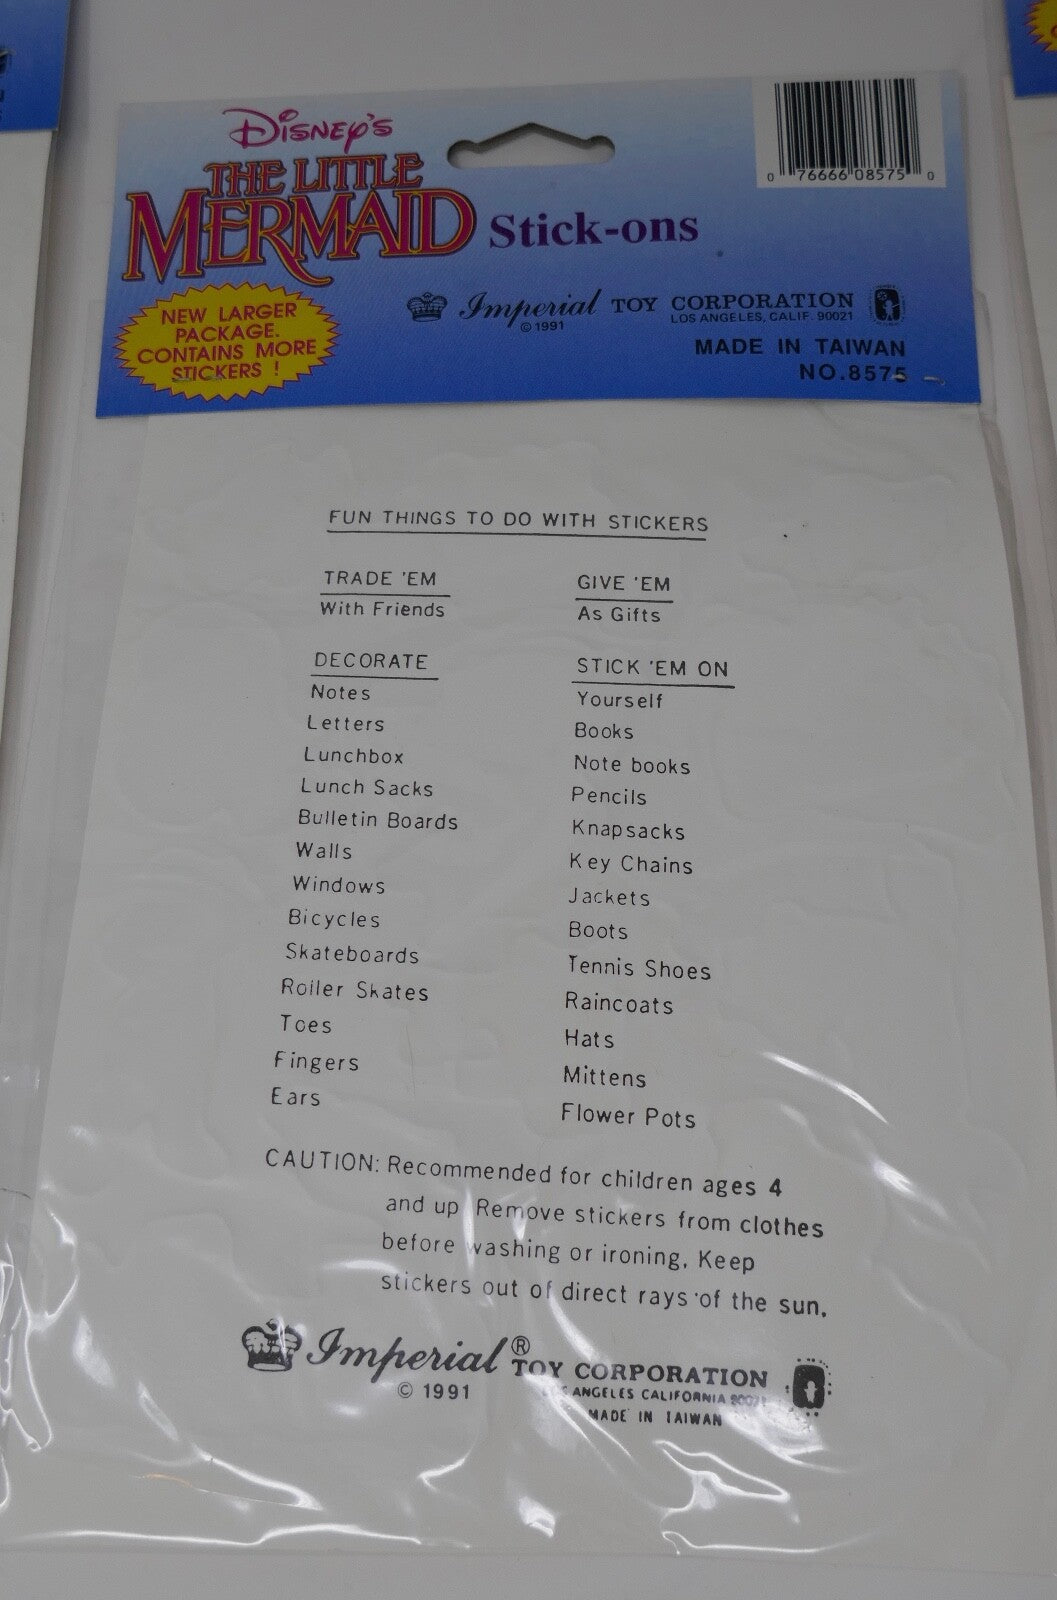 DISNEY'S
THE LITTLE
MERMAID
Stick-ons
0 76666 08575 0
NEW LARGER
PACKAGE.
CONTAINS MORE
STICKERS !
Imperial TOY CORPORATION
©1991
LOS ANGELES, CALIF. 90021
MADE IN TAIWAN
NO.8575
FUN THINGS TO DO WITH STICKERS
TRADE 'EM
With Friends
GIVE 'EM
As Gifts
DECORATE
Notes
Letters
Lunchbox
Lunch Sacks
Bulletin Boards
Walls
Windows
Bicycles
Skateboards
Roller Skates
Toes
Fingers
Ears
STICK 'EM ON
Yourself
Books
Note books
Pencils
Knapsacks
Key Chains
Jackets
Boots
Tennis Shoes
Raincoats
Hats
Mittens
Flower Pots
CAUTION: Recommended for children ages 4
and up Remove stickers from clothes
before washing or ironing. Keep
stickers out of direct rays of the sun.
Imperial ® TOY CORPORATION
© 1991
ANGELES CALIFORNIA
MADE IN TAIWAN